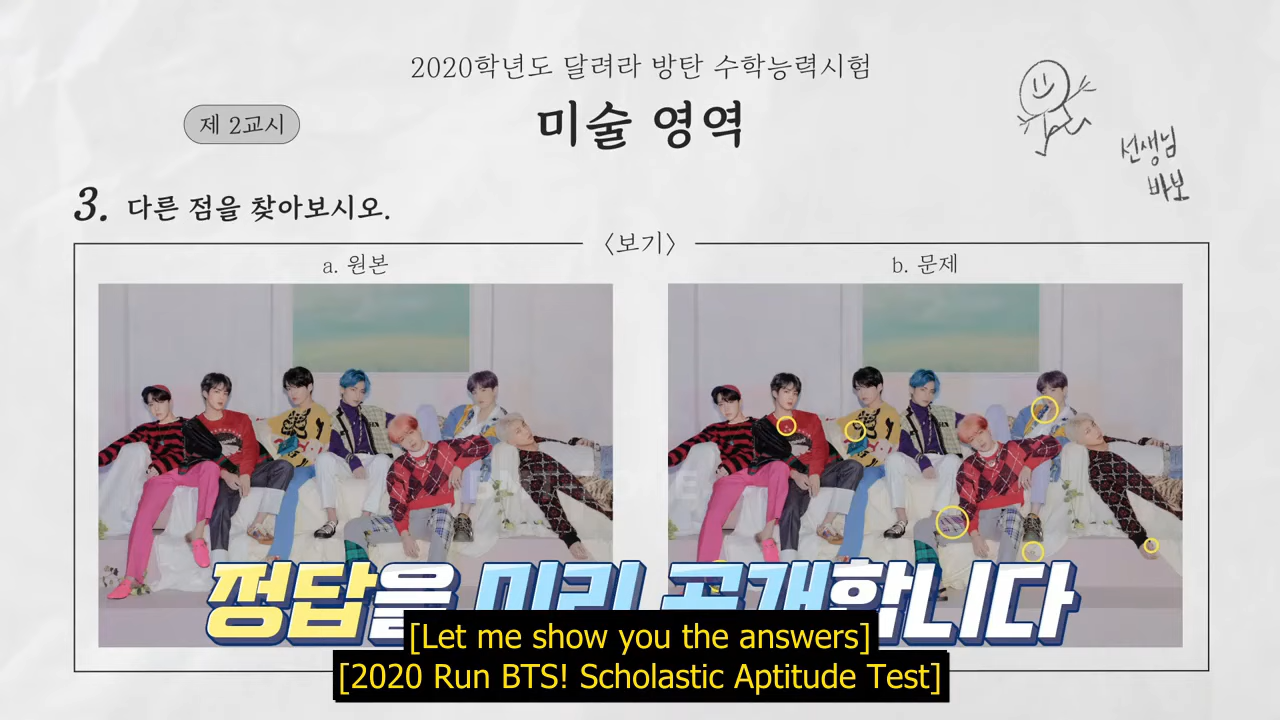 2020학년도 달려라 방탄 수학능력시험
제 2교시
미술 영역
선생님
바보
3. 다른 점을 찾아보시오.
〈보기〉
a. 원본
b. 문제
정답을 미리 공개합니다
[Let me show you the answers]
[2020 Run BTS! Scholastic Aptitude Test]